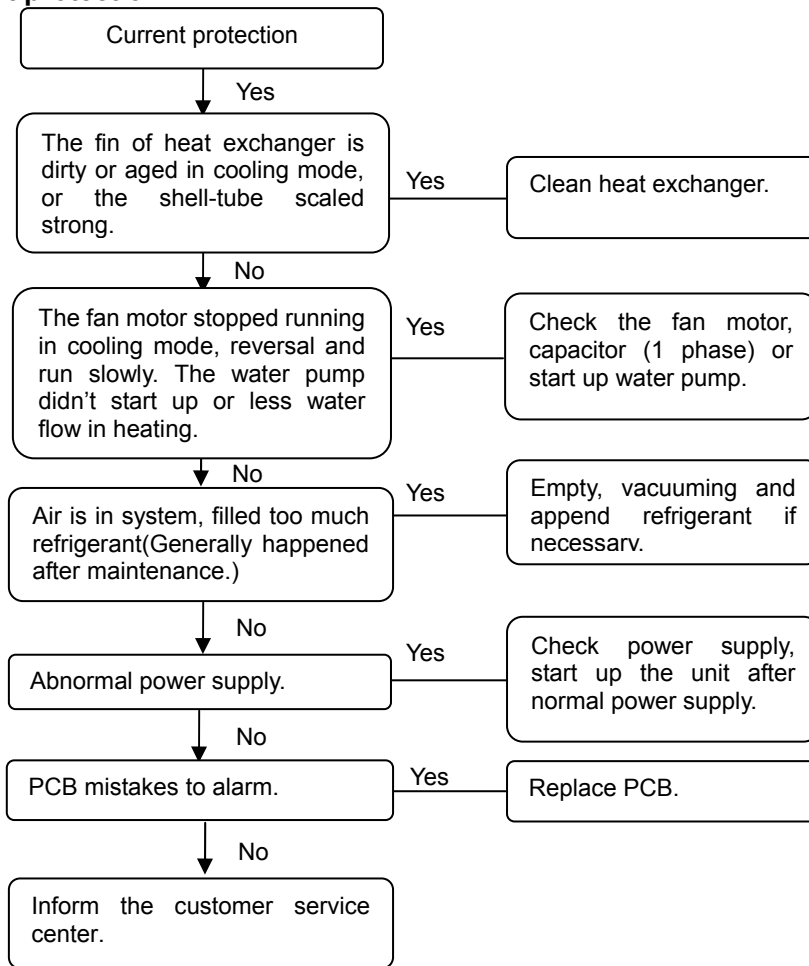 Current protection
Yes
The fin of heat exchanger is
dirty or aged in cooling mode,
or the shell-tube scaled
strong.
Yes
Clean heat exchanger.
No
The fan motor stopped running
in cooling mode, reversal and
run slowly. The water pump
didn’t start up or less water
flow in heating.
Yes
Check the fan motor,
capacitor (1 phase) or
start up water pump.
No
Air is in system, filled too much
refrigerant(Generally happened
after maintenance.)
Yes
Empty, vacuuming and
append refrigerant if
necessary.
No
Abnormal power supply.
Yes
Check power supply,
start up the unit after
normal power supply.
No
PCB mistakes to alarm.
Yes
Replace PCB.
No
Inform the customer service
center.